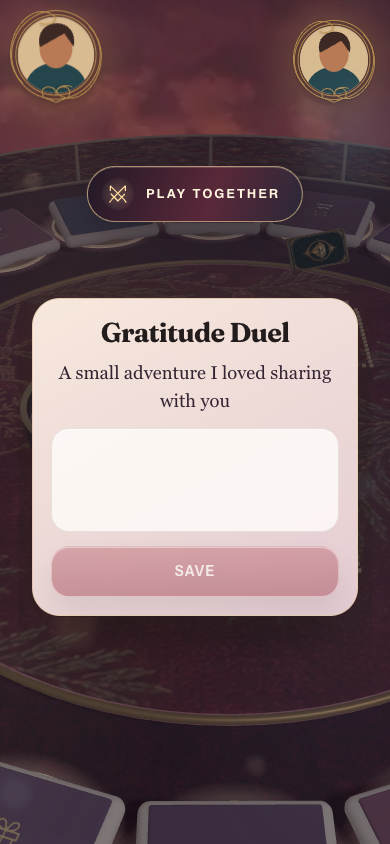 PLAY TOGETHER
Gratitude Duel
A small adventure I loved sharing
with you
SAVE